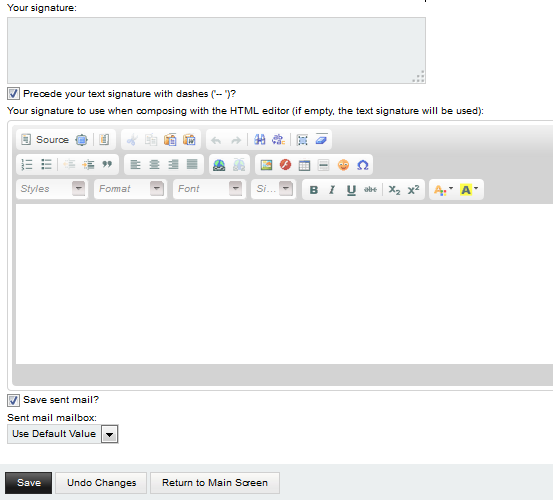 Your signature:
Precede your text signature with dashes ('-- ')?
Your signature to use when composing with the HTML editor (if empty, the text signature will be used):
Source
Styles Format Font Si... B I U abc X₂ X² A A
Save sent mail?
Sent mail mailbox:
Use Default Value
Save Undo Changes Return to Main Screen